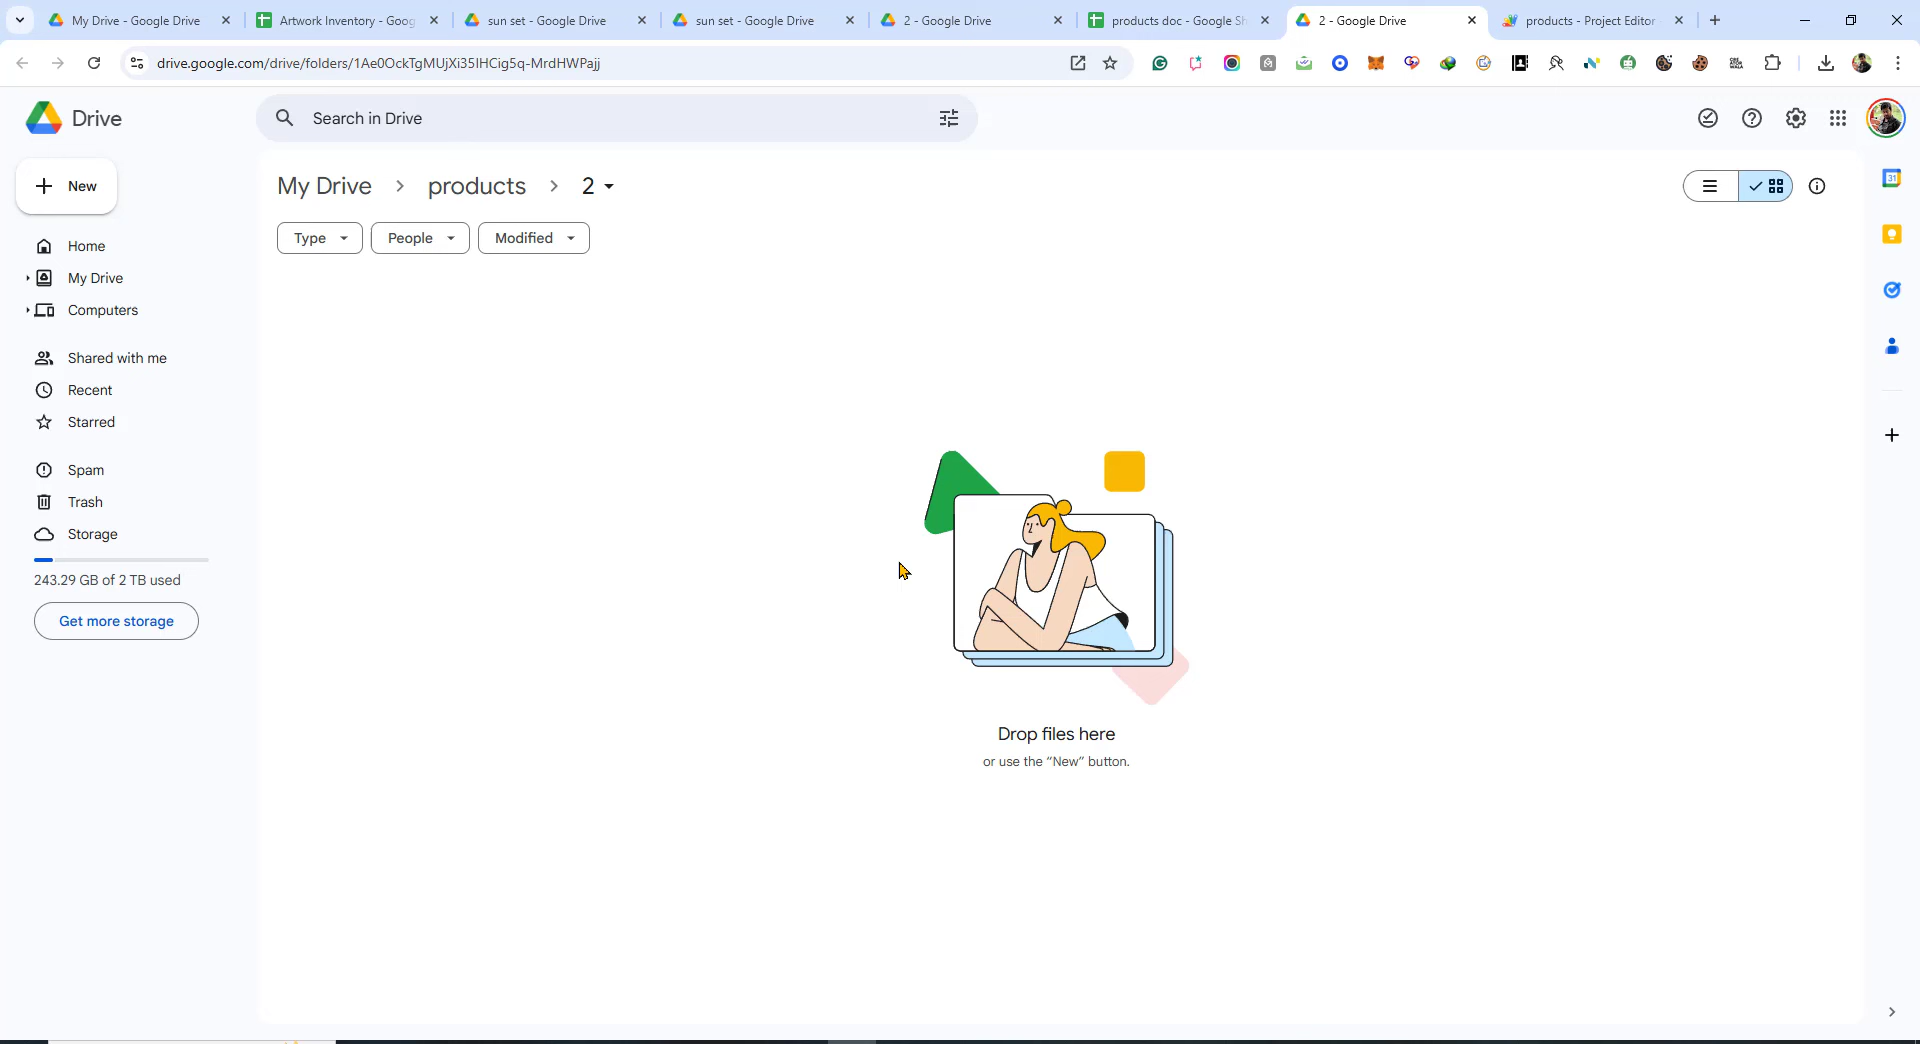 My Drive - Google Drive
Artwork Inventory - Goog
sun set - Google Drive
sun set - Google Drive
2 - Google Drive
products doc - Google Sh
2 - Google Drive
products - Project Editor -
drive.google.com/drive/folders/1Ae0OckTgMUjXi35IHCig5q-MrdHWPajj
Drive
Search in Drive
New
My Drive > products > 2
Type
People
Modified
Home
My Drive
Computers
Shared with me
Recent
Starred
Spam
Trash
Storage
243.29 GB of 2 TB used
Get more storage
31
Drop files here
or use the “New” button.